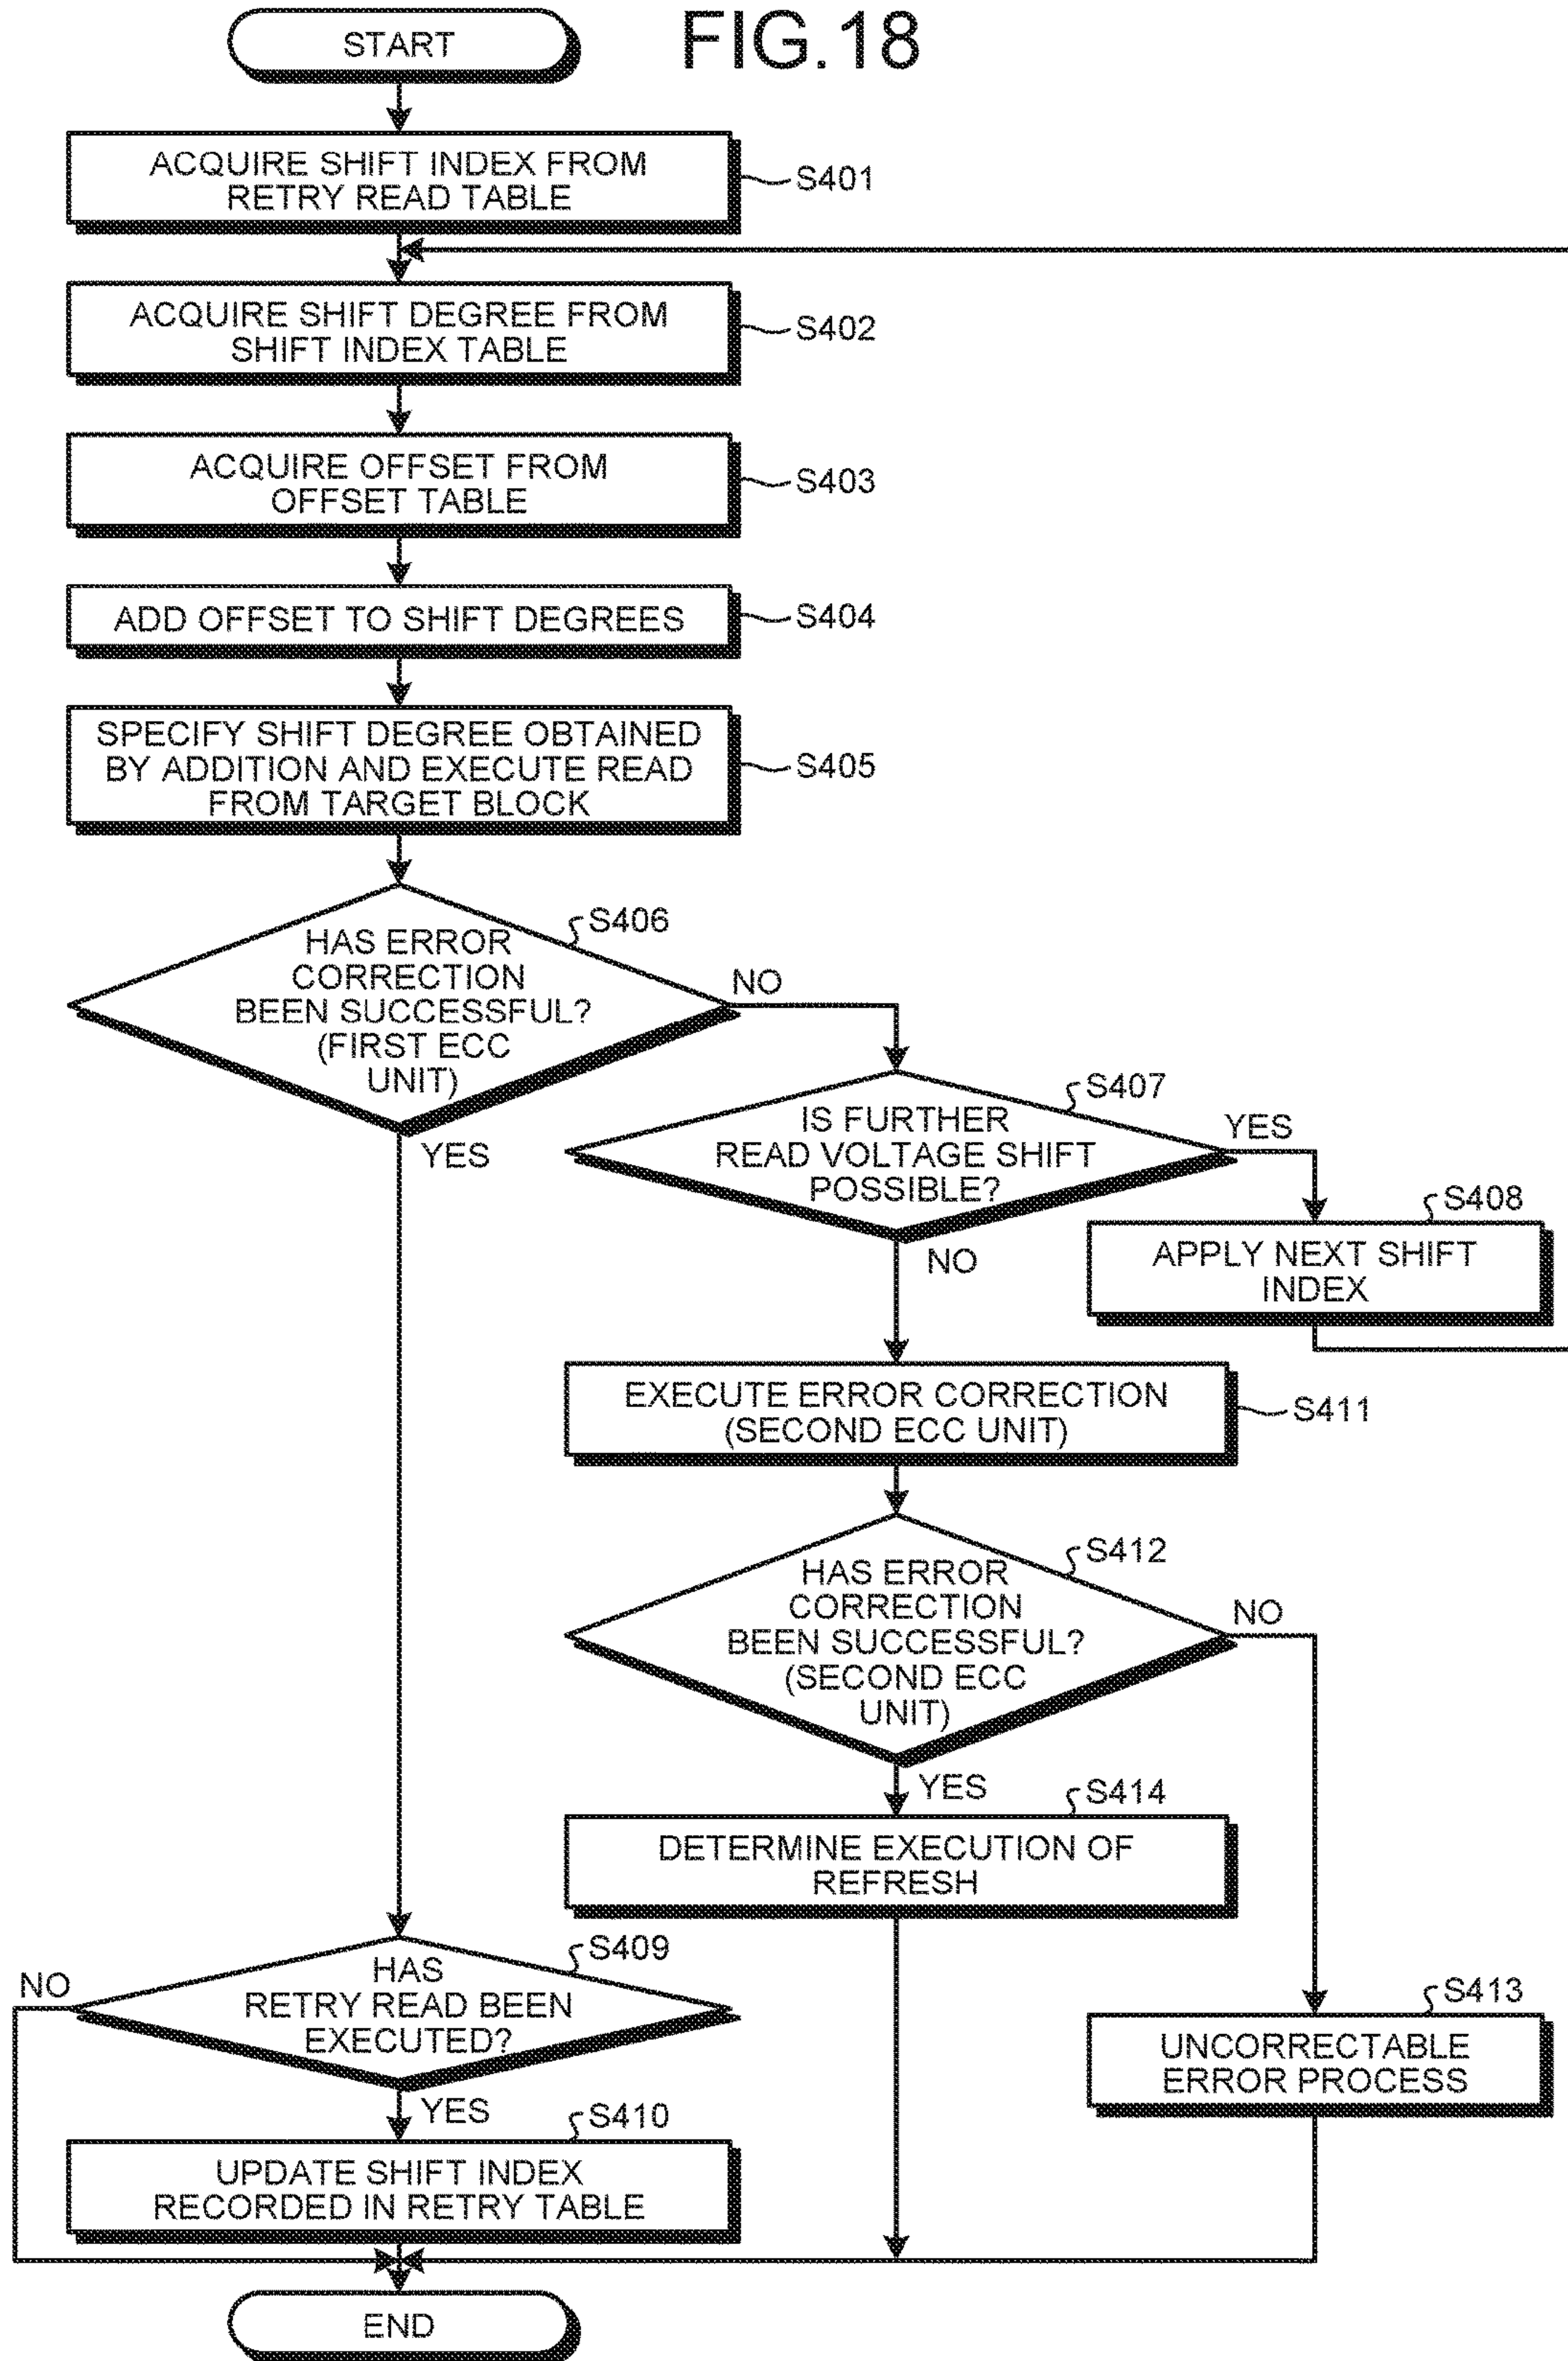 FIG.18
START
ACQUIRE SHIFT INDEX FROM
RETRY READ TABLE
S401
ACQUIRE SHIFT DEGREE FROM
SHIFT INDEX TABLE
S402
ACQUIRE OFFSET FROM
OFFSET TABLE
S403
ADD OFFSET TO SHIFT DEGREES
S404
SPECIFY SHIFT DEGREE OBTAINED
BY ADDITION AND EXECUTE READ
FROM TARGET BLOCK
S405
S406
HAS ERROR
CORRECTION
BEEN SUCCESSFUL?
(FIRST ECC
UNIT)
NO
YES
S407
IS FURTHER
READ VOLTAGE SHIFT
POSSIBLE?
YES
NO
S408
APPLY NEXT SHIFT
INDEX
EXECUTE ERROR CORRECTION
(SECOND ECC UNIT)
S411
S412
HAS ERROR
CORRECTION
BEEN SUCCESSFUL?
(SECOND ECC
UNIT)
NO
YES
S414
DETERMINE EXECUTION OF
REFRESH
S409
HAS
RETRY READ BEEN
EXECUTED?
NO
YES
S413
UNCORRECTABLE
ERROR PROCESS
S410
UPDATE SHIFT INDEX
RECORDED IN RETRY TABLE
END